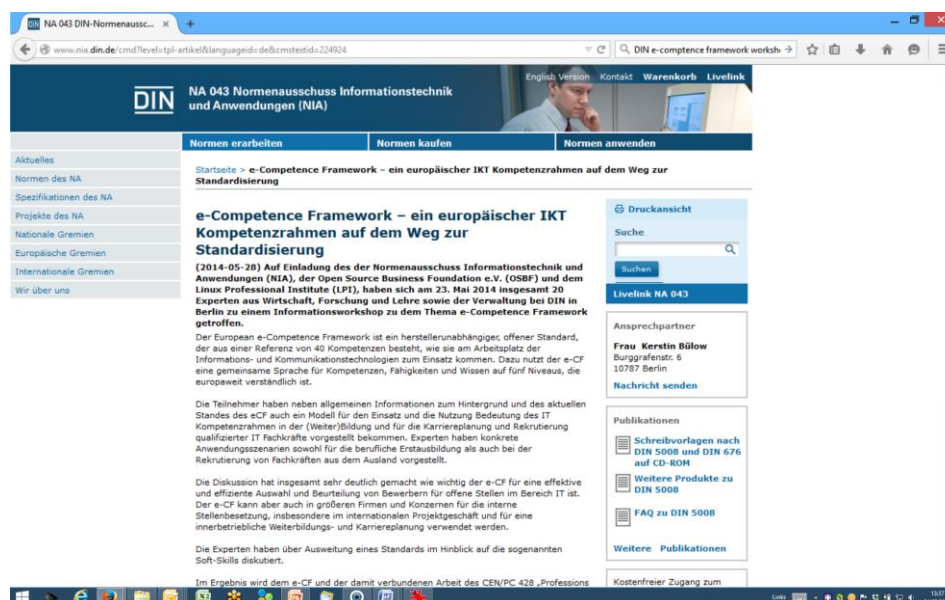 NA 043 DIN-Normenaussc...
www.nia.din.de/cmd?level=tpl-artikel&languageid=de&cmstextid=224924
DIN e-comptence framework worksh
English Version Kontakt Warenkorb Livelink
DIN
NA 043 Normenausschuss Informationstechnik
und Anwendungen (NIA)
Normen erarbeiten Normen kaufen Normen anwenden
Aktuelles
Normen des NA
Spezifikationen des NA
Projekte des NA
Nationale Gremien
Europäische Gremien
Internationale Gremien
Wir über uns
Startseite > e-Competence Framework – ein europäischer IKT Kompetenzrahmen auf dem Weg zur
Standardisierung
e-Competence Framework – ein europäischer IKT
Kompetenzrahmen auf dem Weg zur
Standardisierung
(2014-05-28) Auf Einladung des der Normenausschuss Informationstechnik und
Anwendungen (NIA), der Open Source Business Foundation e.V. (OSBF) und dem
Linux Professional Institute (LPI), haben sich am 23. Mai 2014 insgesamt 20
Experten aus Wirtschaft, Forschung und Lehre sowie der Verwaltung bei DIN in
Berlin zu einem Informationsworkshop zu dem Thema e-Competence Framework
getroffen.
Der European e-Competence Framework ist ein herstellerunabhängiger, offener Standard,
der aus einer Referenz von 40 Kompetenzen besteht, wie sie am Arbeitsplatz der
Informations- und Kommunikationstechnologien zum Einsatz kommen. Dazu nutzt der e-CF
eine gemeinsame Sprache für Kompetenzen, Fähigkeiten und Wissen auf fünf Niveaus, die
europaweit verständlich ist.
Die Teilnehmer haben neben allgemeinen Informationen zum Hintergrund und des aktuellen
Standes des eCF auch ein Modell für den Einsatz und die Nutzung Bedeutung des IT
Kompetenzrahmen in der (Weiter)Bildung und für die Karriereplanung und Rekrutierung
qualifizierter IT Fachkräfte vorgestellt bekommen. Experten haben konkrete
Anwendungsszenarien sowohl für die berufliche Erstausbildung als auch bei der
Rekrutierung von Fachkräften aus dem Ausland vorgestellt.
Die Diskussion hat insgesamt sehr deutlich gemacht wie wichtig der e-CF für eine effektive
und effiziente Auswahl und Beurteilung von Bewerbern für offene Stellen im Bereich IT ist.
Der e-CF kann aber auch in größeren Firmen und Konzernen für die interne
Stellenbesetzung, insbesondere im internationalen Projektgeschäft und für eine
innerbetriebliche Weiterbildungs- und Karriereplanung verwendet werden.
Die Experten haben über Ausweitung eines Standards im Hinblick auf die sogenannten
Soft-Skills diskutiert.
Im Ergebnis wird dem e-CF und der damit verbundenen Arbeit des CEN/PC 428 „Professions
Druckansicht
Suche
Suchen
Livelink NA 043
Ansprechpartner
Frau Kerstin Bülow
Burggrafenstr. 6
10787 Berlin
Nachricht senden
Publikationen
Schreibvorlagen nach
DIN 5008 und DIN 676
auf CD-ROM
Weitere Produkte zu
DIN 5008
FAQ zu DIN 5008
Weitere Publikationen
Kostenfreier Zugang zum
Links
13:37